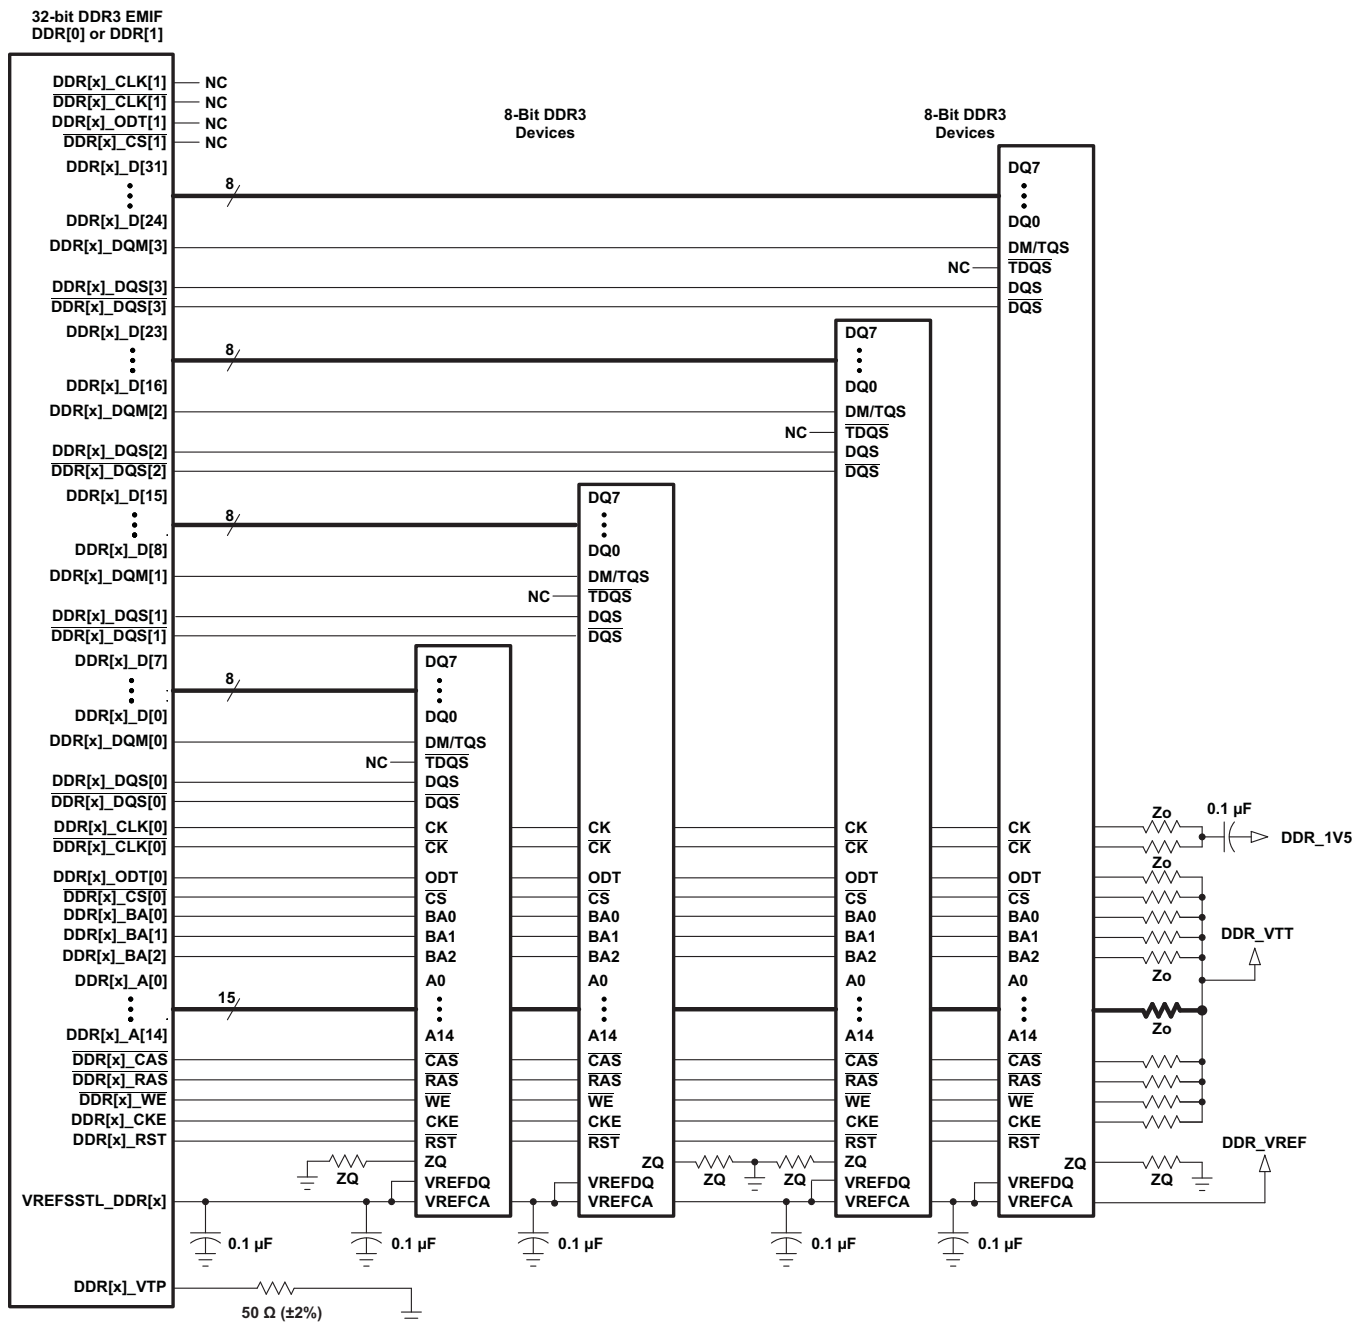 32-bit DDR3 EMIF
DDR[0] or DDR[1]
8-Bit DDR3
Devices
8-Bit DDR3
Devices
DDR[x]_CLK[1] NC
DDR[x]_CLK[1] NC
DDR[x]_ODT[1] NC
DDR[x]_CS[1] NC
DDR[x]_D[31] DQ7
8
DDR[x]_D[24] DQ0
DDR[x]_DQM[3] DM/TQS
NC TDQS
DDR[x]_DQS[3] DQS
DDR[x]_DQS[3] DQS
DDR[x]_D[23] DQ7
8
DDR[x]_D[16] DQ0
DDR[x]_DQM[2] DM/TQS
NC TDQS
DDR[x]_DQS[2] DQS
DDR[x]_DQS[2] DQS
DDR[x]_D[15] DQ7
8
DDR[x]_D[8] DQ0
DDR[x]_DQM[1] DM/TQS
NC TDQS
DDR[x]_DQS[1] DQS
DDR[x]_DQS[1] DQS
DDR[x]_D[7] DQ7
8
DDR[x]_D[0] DQ0
DDR[x]_DQM[0] DM/TQS
NC TDQS
DDR[x]_DQS[0] DQS
DDR[x]_DQS[0] DQS
Zo 0.1 µF
DDR[x]_CLK[0] CK CK CK CK
DDR_1V5
DDR[x]_CLK[0] CK CK CK CK
Zo
DDR[x]_ODT[0] ODT ODT ODT ODT
DDR[x]_CS[0] CS CS CS CS
DDR[x]_BA[0] BA0 BA0 BA0 BA0
DDR[x]_BA[1] BA1 BA1 BA1 BA1 DDR_VTT
DDR[x]_BA[2] BA2 BA2 BA2 BA2
Zo
DDR[x]_A[0] A0 A0 A0 A0
15
Zo
DDR[x]_A[14] A14 A14 A14 A14
DDR[x]_CAS CAS CAS CAS CAS
DDR[x]_RAS RAS RAS RAS RAS
DDR[x]_WE WE WE WE WE
DDR[x]_CKE CKE CKE CKE CKE
DDR[x]_RST RST RST RST RST DDR_VREF
ZQ ZQ ZQ ZQ
ZQ ZQ ZQ ZQ
VREFDQ VREFDQ VREFDQ VREFDQ
VREFSSTL_DDR[x] VREFCA VREFCA VREFCA VREFCA
0.1 µF 0.1 µF 0.1 µF 0.1 µF 0.1 µF
DDR[x]_VTP
50 Ω (±2%)